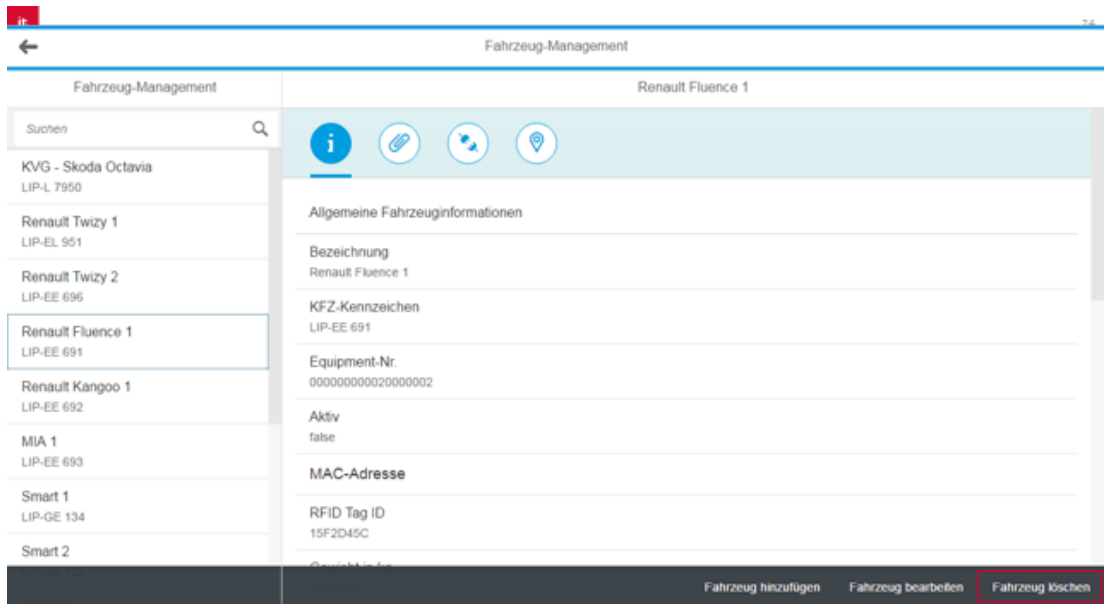 it.
Fahrzeug-Management
Fahrzeug-Management
Renault Fluence 1
Suchen
KVG - Skoda Octavia
LIP-L 7950
Renault Twizy 1
LIP-EL 951
Renault Twizy 2
LIP-EE 696
Renault Fluence 1
LIP-EE 691
Renault Kangoo 1
LIP-EE 692
MIA 1
LIP-EE 693
Smart 1
LIP-GE 134
Smart 2
i
Allgemeine Fahrzeuginformationen
Bezeichnung
Renault Fluence 1
KFZ-Kennzeichen
LIP-EE 691
Equipment-Nr.
000000000020000002
Aktiv
false
MAC-Adresse
RFID Tag ID
15F2D45C
Gewicht in kg
Fahrzeug hinzufügen
Fahrzeug bearbeiten
Fahrzeug löschen